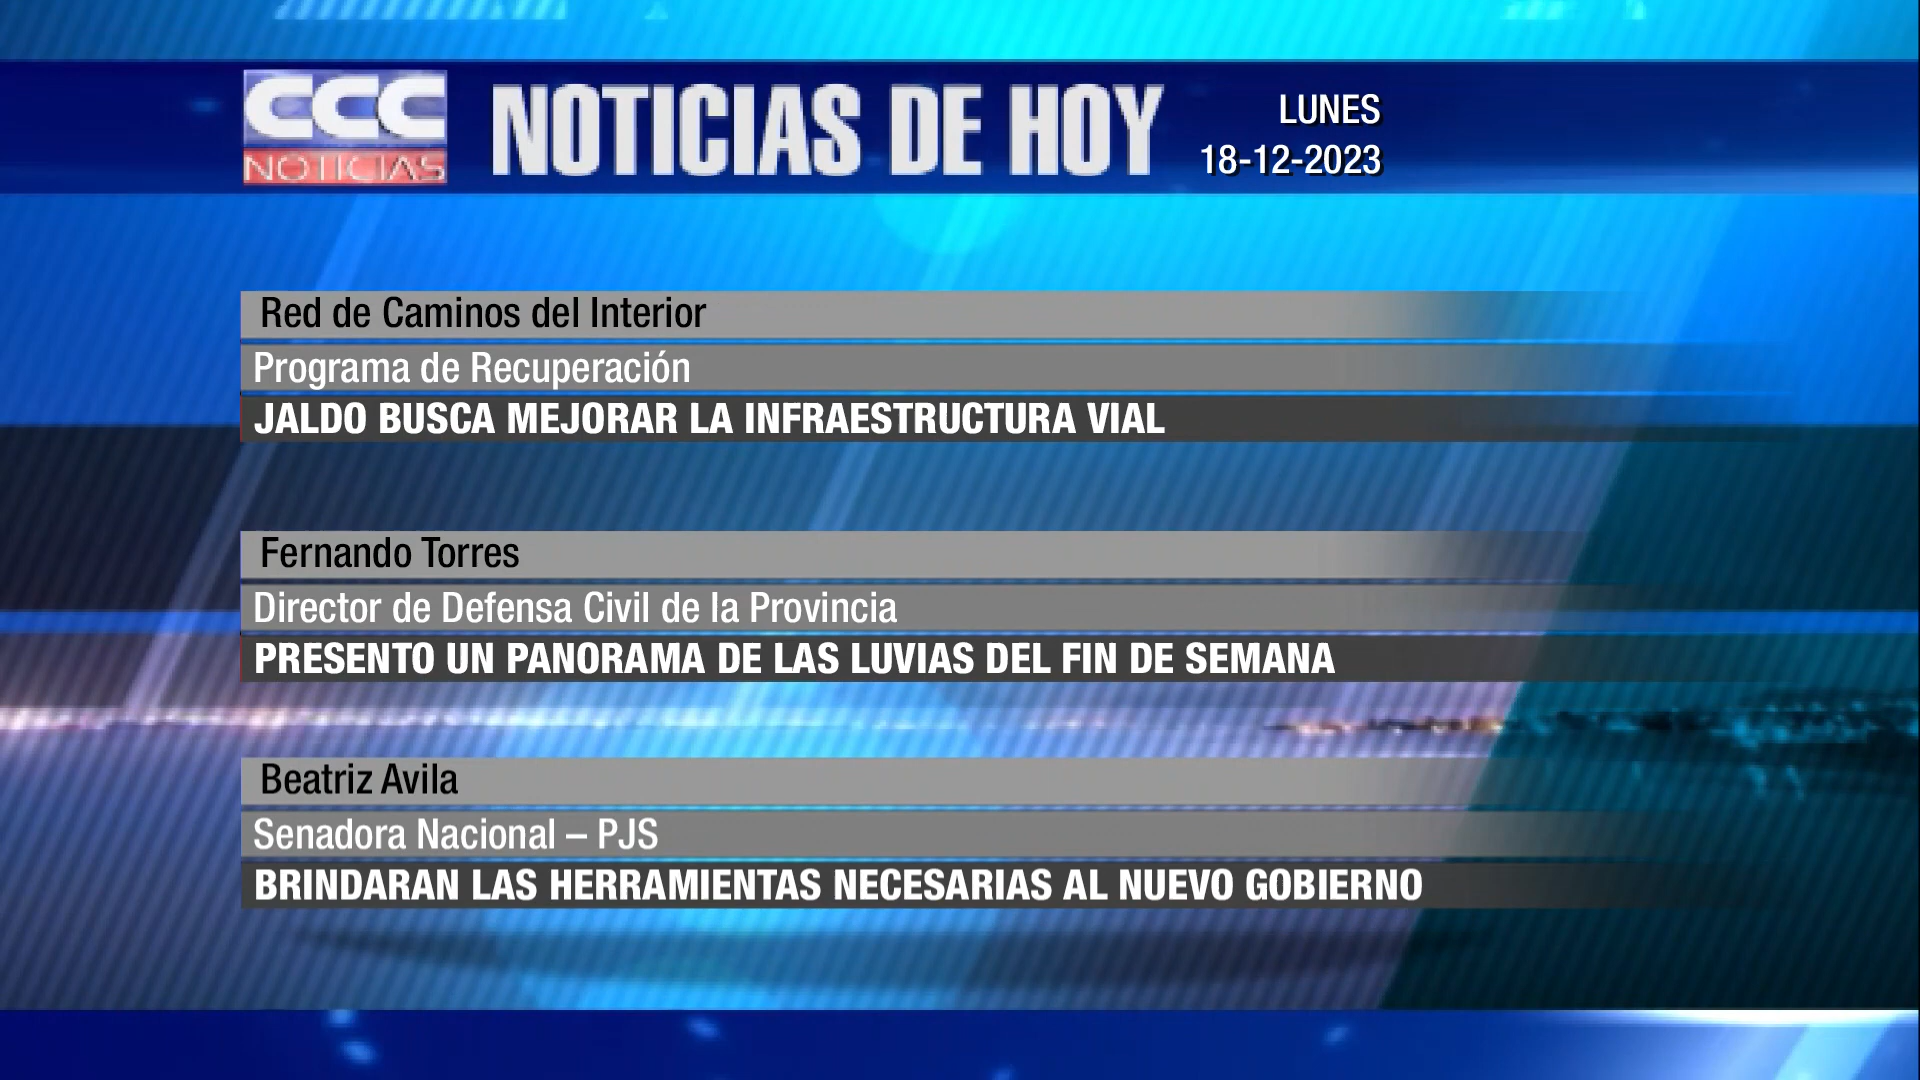 CCC
NOTICIAS
NOTICIAS DE HOY
LUNES
18-12-2023
Red de Caminos del Interior
Programa de Recuperación
JALDO BUSCA MEJORAR LA INFRAESTRUCTURA VIAL
Fernando Torres
Director de Defensa Civil de la Provincia
PRESENTO UN PANORAMA DE LAS LUVIAS DEL FIN DE SEMANA
Beatriz Avila
Senadora Nacional – PJS
BRINDARAN LAS HERRAMIENTAS NECESARIAS AL NUEVO GOBIERNO